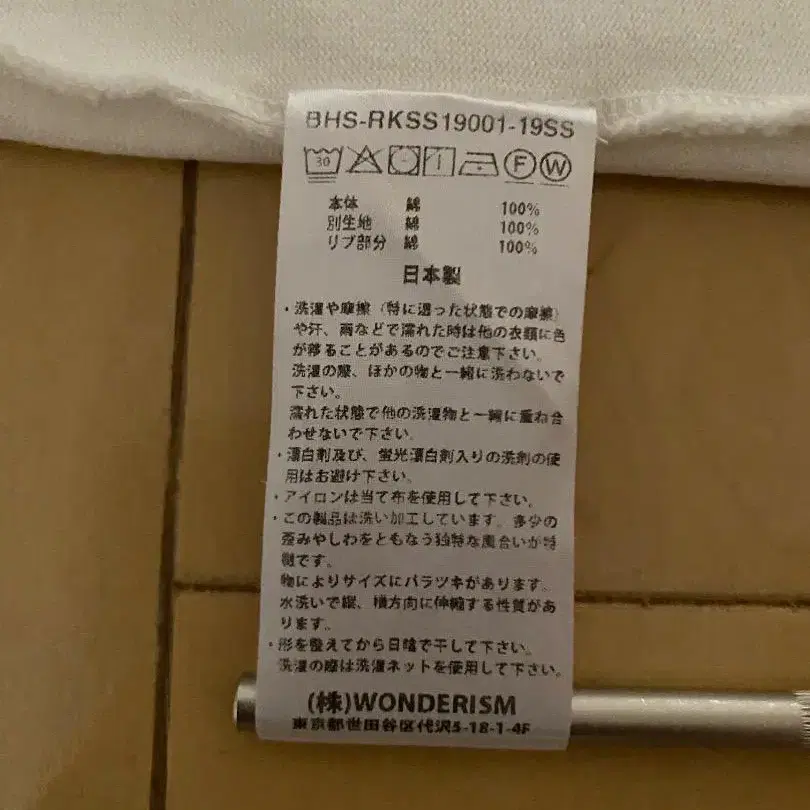 BHS-RKSS19001-19SS
30 F W
本体 綿 100%
別生地 綿 100%
リブ部分 綿 100%
日本製
・洗濯や摩擦（特に湿った状態での摩擦）
や汗、雨などで濡れた時は他の衣類に色
が移ることがあるのでご注意下さい。
洗濯の際、ほかの物と一緒に洗わないで
下さい。
濡れた状態で他の洗濯物と一緒に重ね合
わせないで下さい。
・漂白剤及び、蛍光漂白剤入りの洗剤の使
用はお避け下さい。
・アイロンは当て布を使用して下さい。
・この製品は洗い加工しています。多少の
歪みやしわをともなう独特な風合いが特
徴です。
物によりサイズにバラツキがあります。
水洗いで縦、横方向に伸縮する性質があ
ります。
・形を整えてから日陰で干して下さい。
洗濯の際は洗濯ネットを使用して下さい。
(株)WONDERISM
東京都世田谷区代沢5-18-1-4F